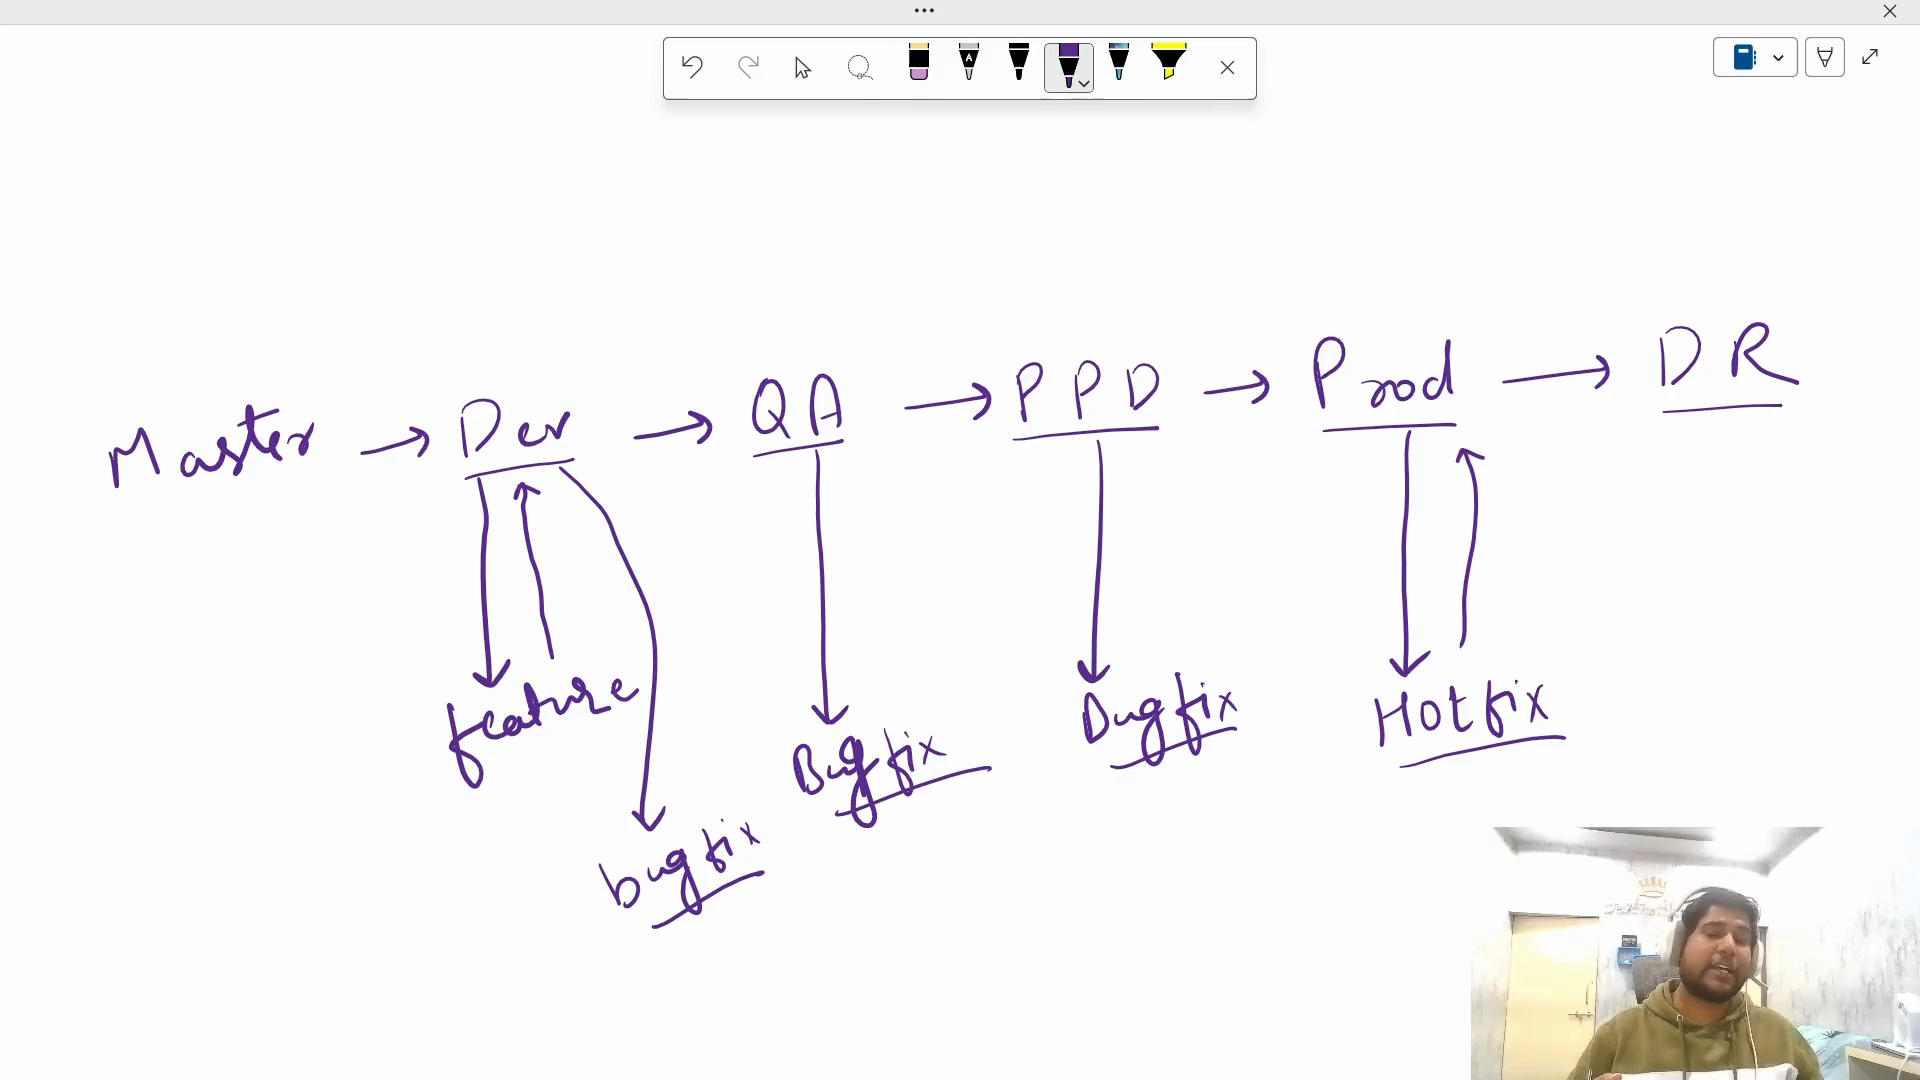 Master → Dev → QA → PPD → Prod → DR
feature
bugfix
Bugfix
Bugfix
Hotfix